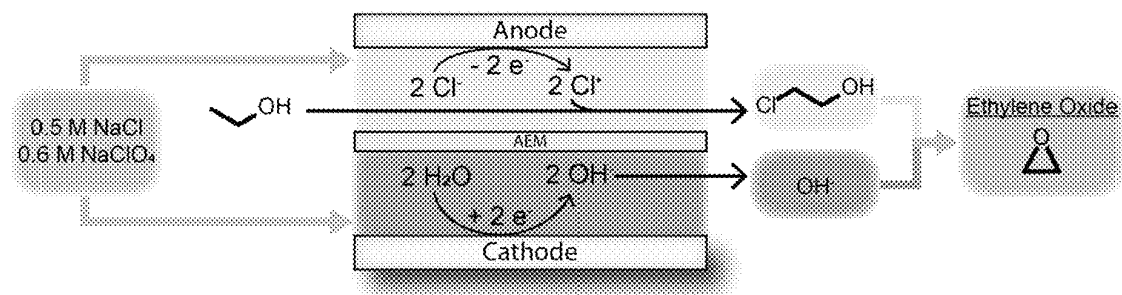 Anode
- 2 e⁻
2 Cl⁻
2 Cl•
OH
Cl
OH
0.5 M NaCl
0.6 M NaClO₄
Ethylene Oxide
O
AEM
2 H₂O
2 OH
OH
+ 2 e
Cathode